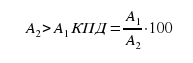 A₂ > A₁ КПД = A₁/A₂ · 100